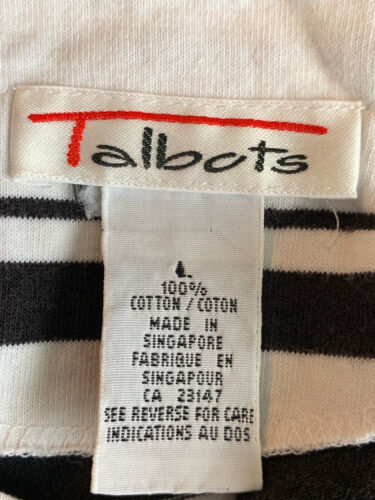 Talbots
L
100%
COTTON / COTON
MADE IN
SINGAPORE
FABRIQUE EN
SINGAPOUR
CA 23147
SEE REVERSE FOR CARE
INDICATIONS AU DOS